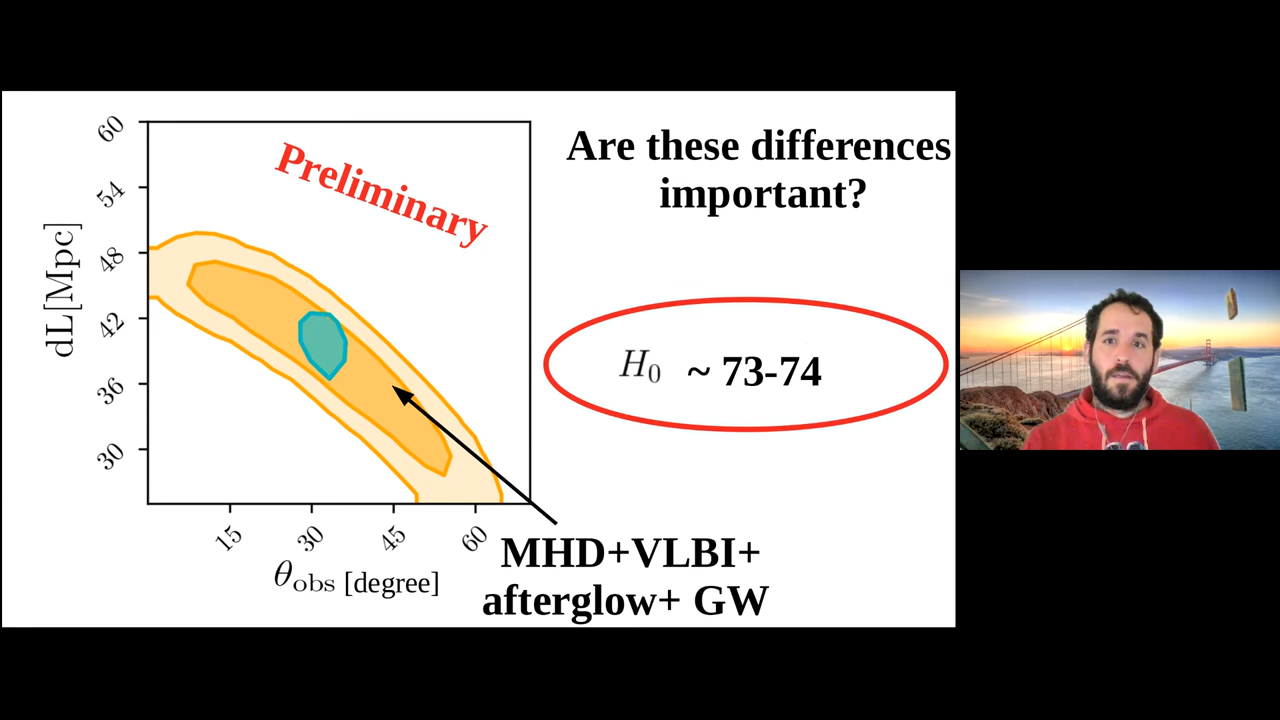 Are these differences
important?
Preliminary
60
54
48
42
36
30
dL[Mpc]
15
30
45
60
θobs [degree]
H0 ~ 73-74
MHD+VLBI+
afterglow+ GW